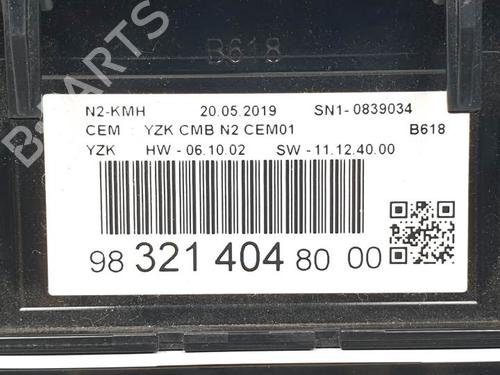 B618
N2-KMH 20.05.2019 SN1- 0839034
CEM : YZK CMB N2 CEM01 B618
YZK HW - 06.10.02 SW - 11.12.40.00
98 321 404 80 00
B-PARTS